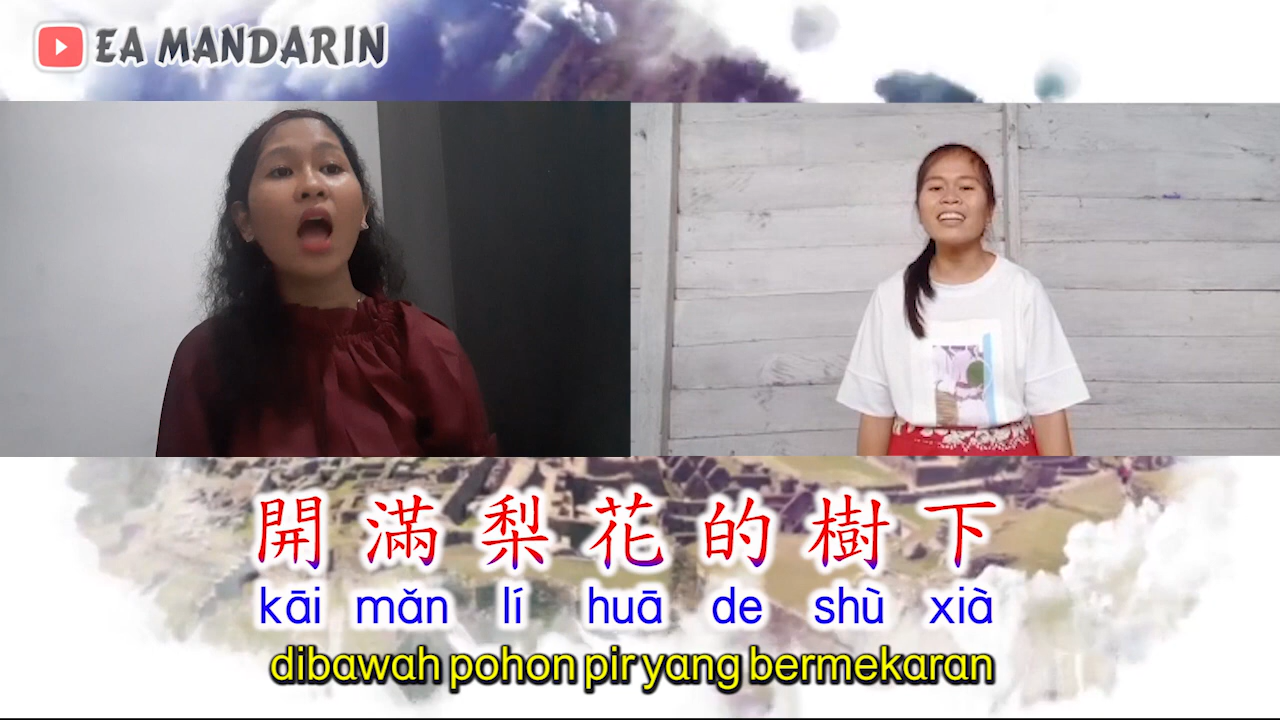 EA MANDARIN
開滿梨花的樹下
kāi mǎn lí huā de shù xià
dibawah pohon pir yang bermekaran